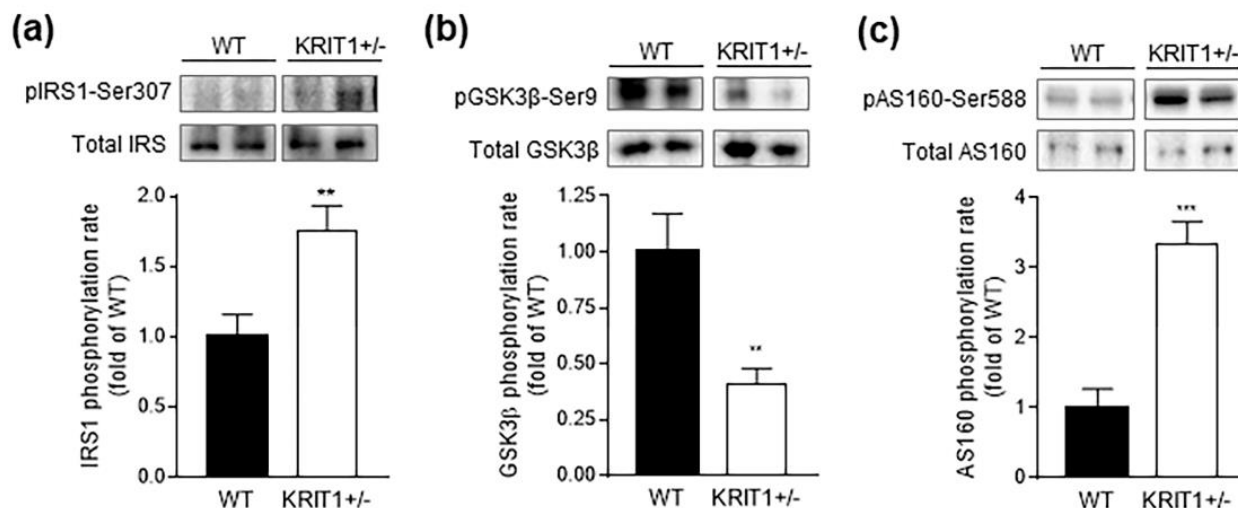 (a)
WT KRIT1+/-
pIRS1-Ser307
Total IRS
**
2.0
1.5
1.0
0.5
0.0
IRS1 phosphorylation rate
(fold of WT)
WT KRIT1+/-
(b)
WT KRIT1+/-
pGSK3β-Ser9
Total GSK3β
**
1.25
1.00
0.75
0.50
0.25
0.00
GSK3β phosphorylation rate
(fold of WT)
WT KRIT1+/-
(c)
WT KRIT1+/-
pAS160-Ser588
Total AS160
***
4
3
2
1
0
AS160 phosphorylation rate
(fold of WT)
WT KRIT1+/-